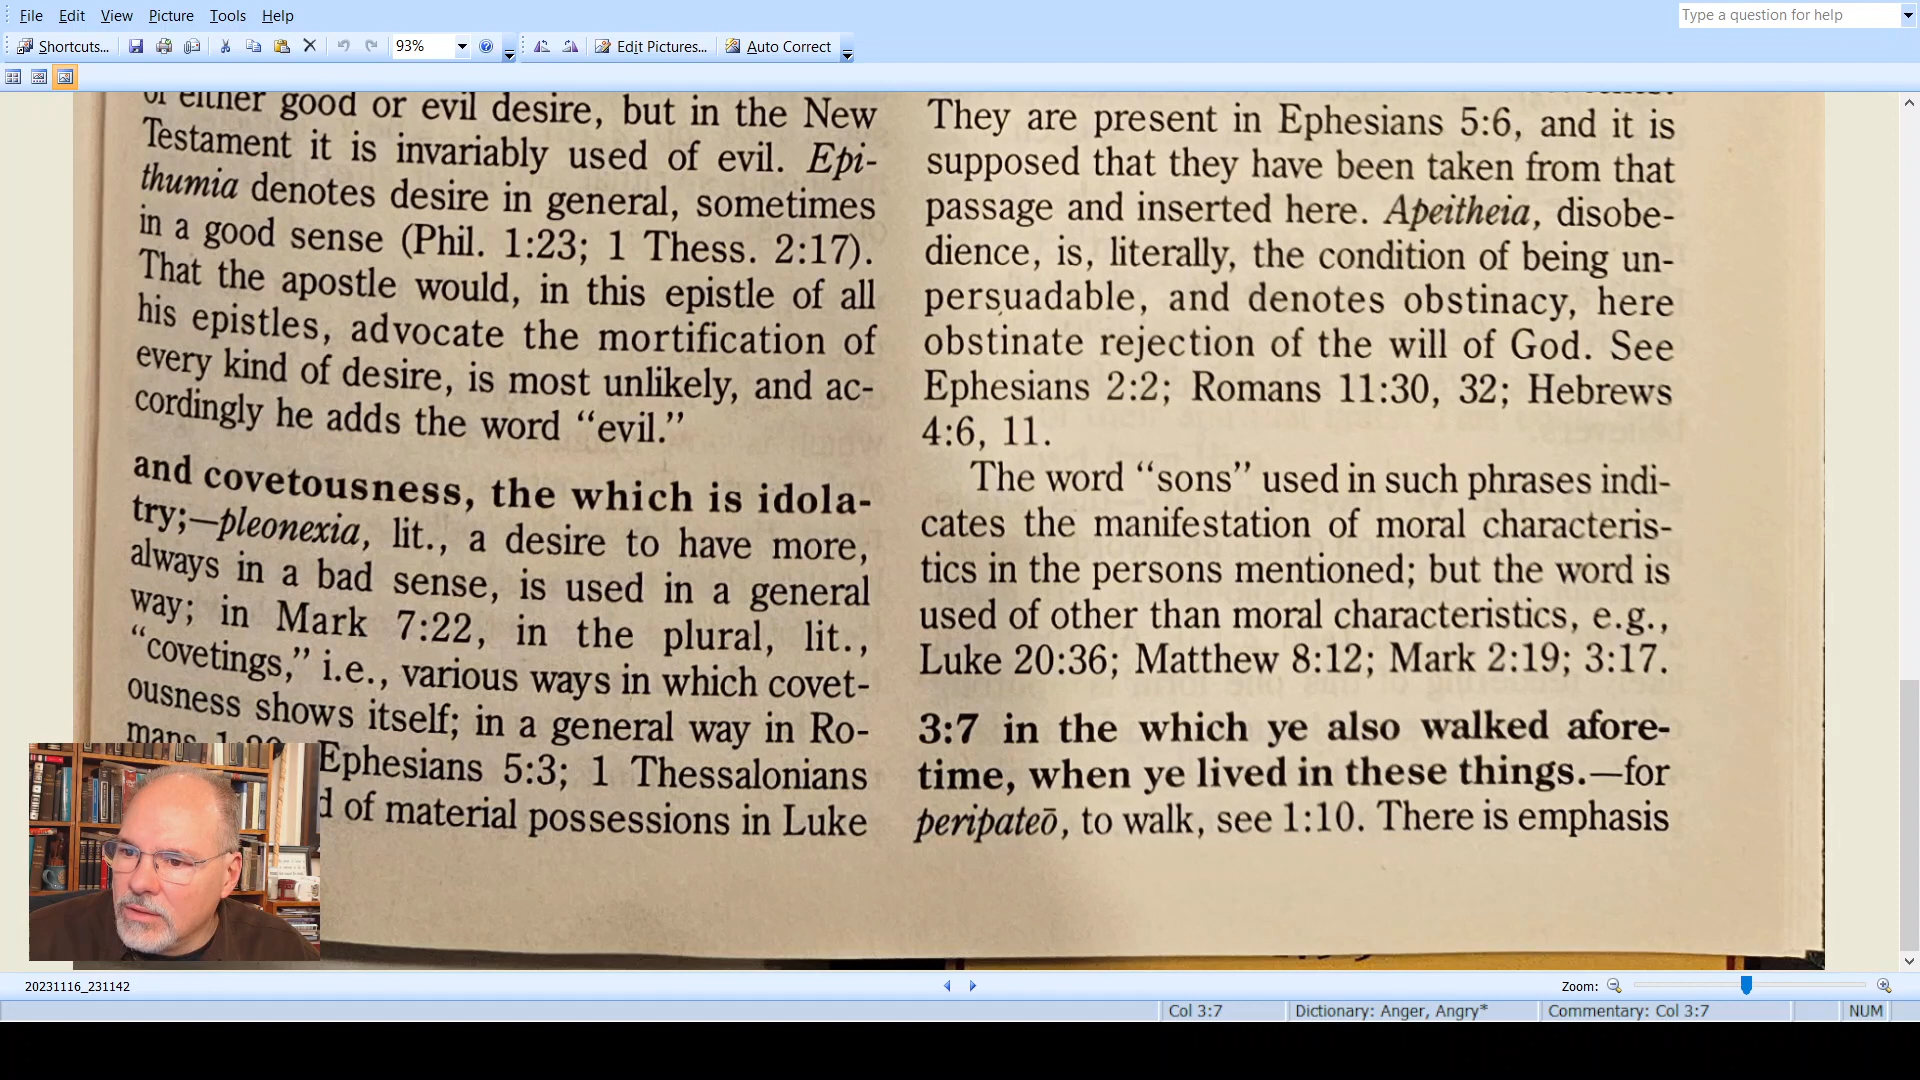 File Edit View Picture Tools Help
Type a question for help
Shortcuts... 93% Edit Pictures... Auto Correct
of either good or evil desire, but in the New
Testament it is invariably used of evil. Epi-
thumia denotes desire in general, sometimes
in a good sense (Phil. 1:23; 1 Thess. 2:17).
That the apostle would, in this epistle of all
his epistles, advocate the mortification of
every kind of desire, is most unlikely, and ac-
cordingly he adds the word “evil.”
and covetousness, the which is idola-
try;—pleonexia, lit., a desire to have more,
always in a bad sense, is used in a general
way; in Mark 7:22, in the plural, lit.,
“covetings,” i.e., various ways in which covet-
ousness shows itself; in a general way in Ro-
mans
Ephesians 5:3; 1 Thessalonians
of material possessions in Luke
They are present in Ephesians 5:6, and it is
supposed that they have been taken from that
passage and inserted here. Apeitheia, disobe-
dience, is, literally, the condition of being un-
persuadable, and denotes obstinacy, here
obstinate rejection of the will of God. See
Ephesians 2:2; Romans 11:30, 32; Hebrews
4:6, 11.
The word “sons” used in such phrases indi-
cates the manifestation of moral characteris-
tics in the persons mentioned; but the word is
used of other than moral characteristics, e.g.,
Luke 20:36; Matthew 8:12; Mark 2:19; 3:17.
3:7 in the which ye also walked afore-
time, when ye lived in these things.—for
peripateō, to walk, see 1:10. There is emphasis
20231116_231142
Zoom:
Col 3:7 Dictionary: Anger, Angry* Commentary: Col 3:7 NUM